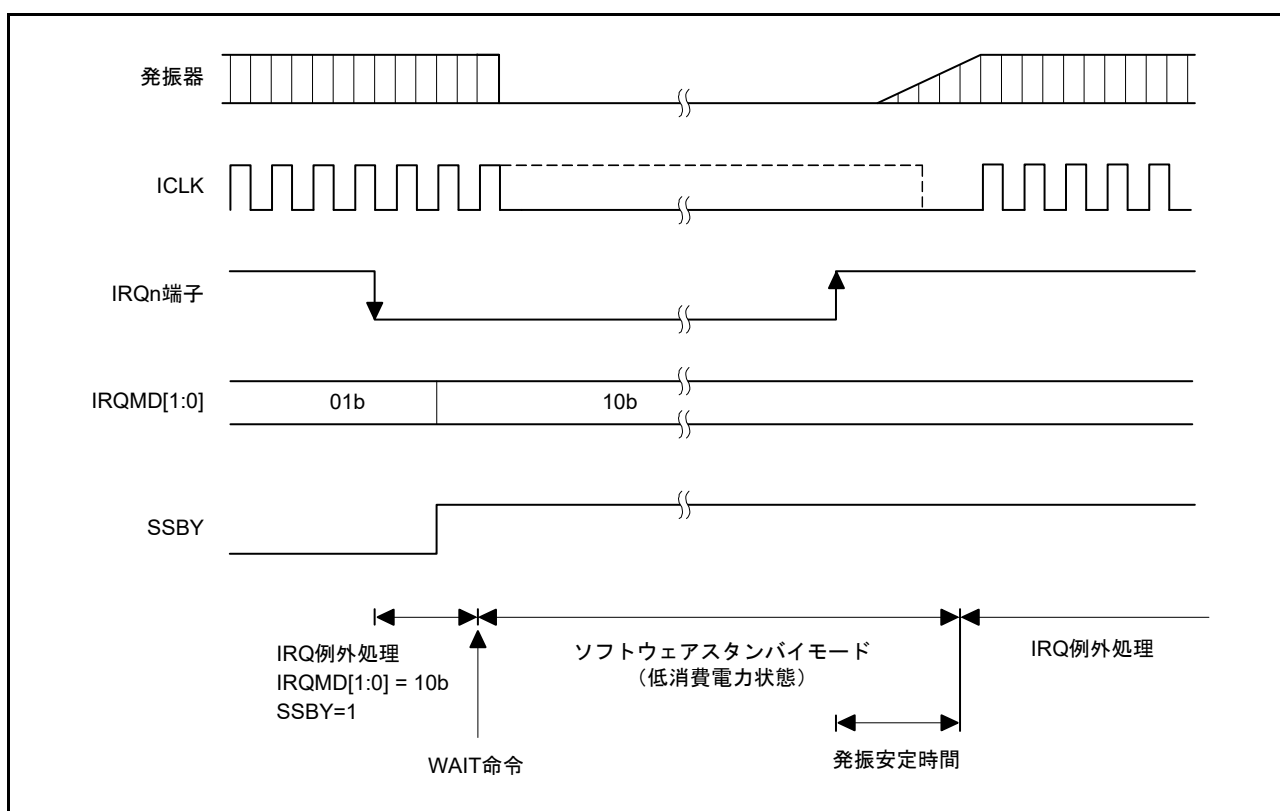 発振器
ICLK
IRQn端子
IRQMD[1:0]
01b
10b
SSBY
IRQ例外処理
IRQMD[1:0] = 10b
SSBY=1
ソフトウェアスタンバイモード
（低消費電力状態）
IRQ例外処理
発振安定時間
WAIT命令